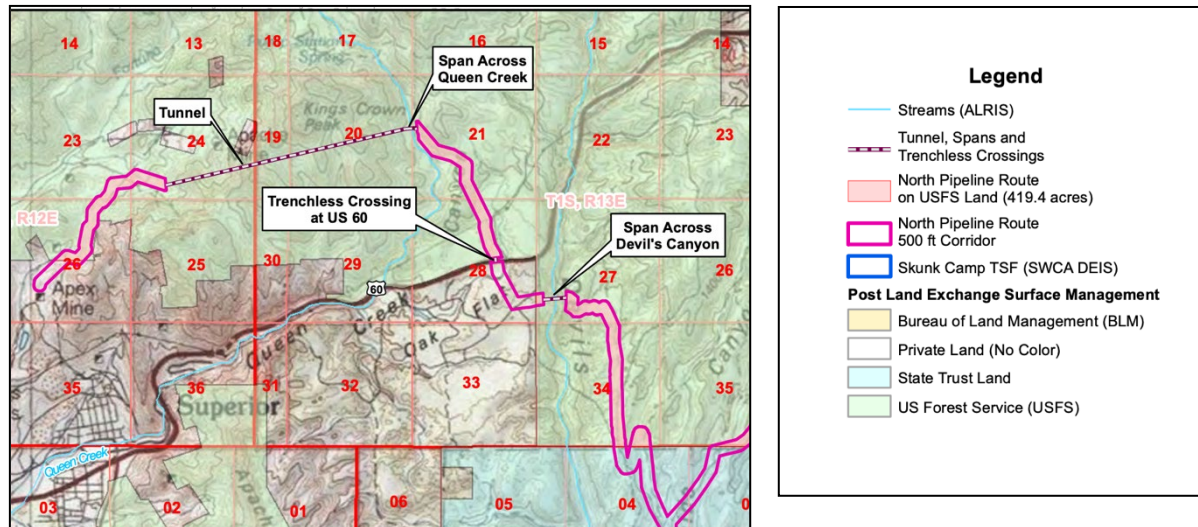 14
13
18
17
16
15
14
Fortuna
Spring
Span Across
Queen Creek
Tunnel
Kings Crown
Peak
23
24
19
20
21
22
23
Trenchless Crossing
at US 60
T1S, R13E
R12E
Span Across
Devil's Canyon
26
25
30
29
28
27
26
60
Apex
Mine
Queen Creek
Oak Flat
Canyon
35
36
31
32
33
34
35
Superior
Queen Creek
03
02
01
06
05
04
Legend
Streams (ALRIS)
Tunnel, Spans and
Trenchless Crossings
North Pipeline Route
on USFS Land (419.4 acres)
North Pipeline Route
500 ft Corridor
Skunk Camp TSF (SWCA DEIS)
Post Land Exchange Surface Management
Bureau of Land Management (BLM)
Private Land (No Color)
State Trust Land
US Forest Service (USFS)